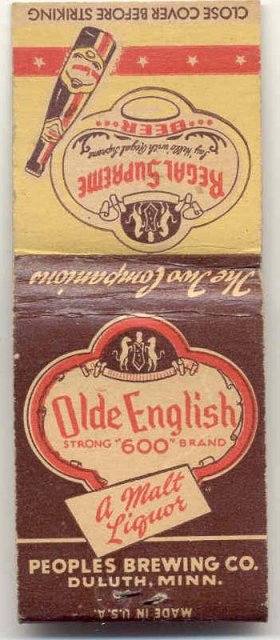 CLOSE COVER BEFORE STRIKING
REGAL SUPREME
Say hello with Regal Supreme
★★★BEER★★★
The Two Companions
Olde English
STRONG "600" BRAND
A Malt
Liquor
PEOPLES BREWING CO.
DULUTH, MINN.
MADE IN U.S.A.